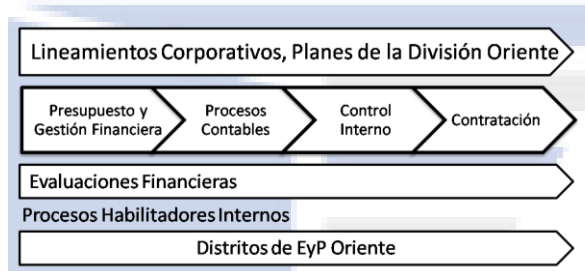 Lineamientos Corporativos, Planes de la División Oriente
Presupuesto y
Gestión Financiera
Procesos
Contables
Control
Interno
Contratación
Evaluaciones Financieras
Procesos Habilitadores Internos
Distritos de EyP Oriente